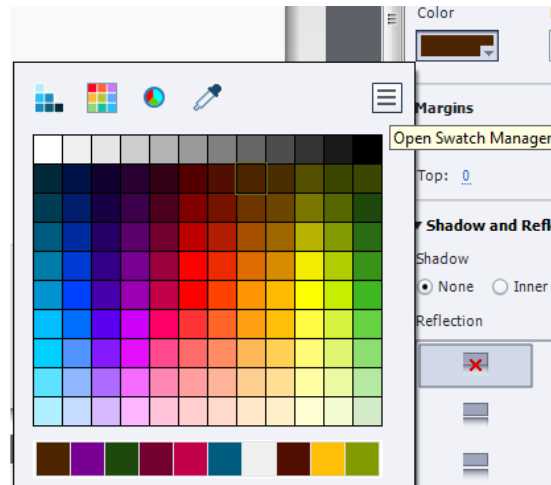 Color
Margins
Open Swatch Manager
Top: 0
Shadow and Refl
Shadow
None
Inner
Reflection